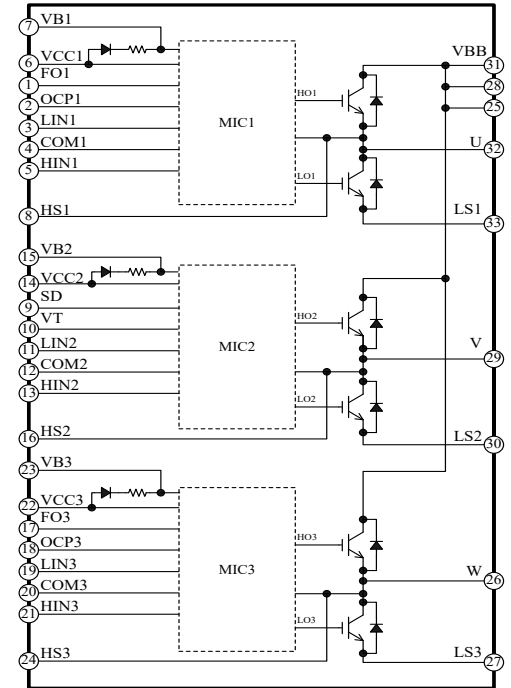 7 VB1
VBB
6 VCC1
31
1 FO1
28
2 OCP1
HO1
25
3 LIN1
MIC1
4 COM1
U 32
5 HIN1
LO1
8 HS1
LS1 33
15 VB2
14 VCC2
9 SD
10 VT
HO2
11 LIN2
MIC2
V 29
12 COM2
13 HIN2
LO2
16 HS2
LS2 30
23 VB3
22 VCC3
17 FO3
18 OCP3
HO3
19 LIN3
MIC3
W 26
20 COM3
21 HIN3
LO3
24 HS3
LS3 27